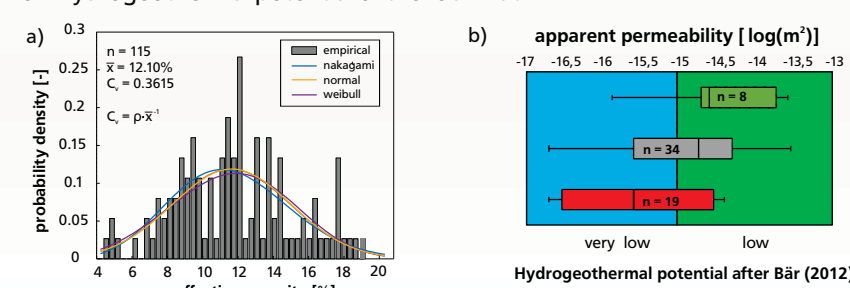 a)
probability density [-]
0.3
0.25
0.2
0.15
0.1
0.05
0
n = 115
x̅ = 12.10%
Cᵥ = 0.3615
Cᵥ = ρ·x̅⁻¹
empirical
nakagami
normal
weibull
4 6 8 10 12 14 16 18 20
b)
apparent permeability [ log(m²)]
-17 -16,5 -16 -15,5 -15 -14,5 -14 -13,5 -13
n = 8
n = 34
n = 19
very low low
Hydrogeothermal potential after Bär (2012)